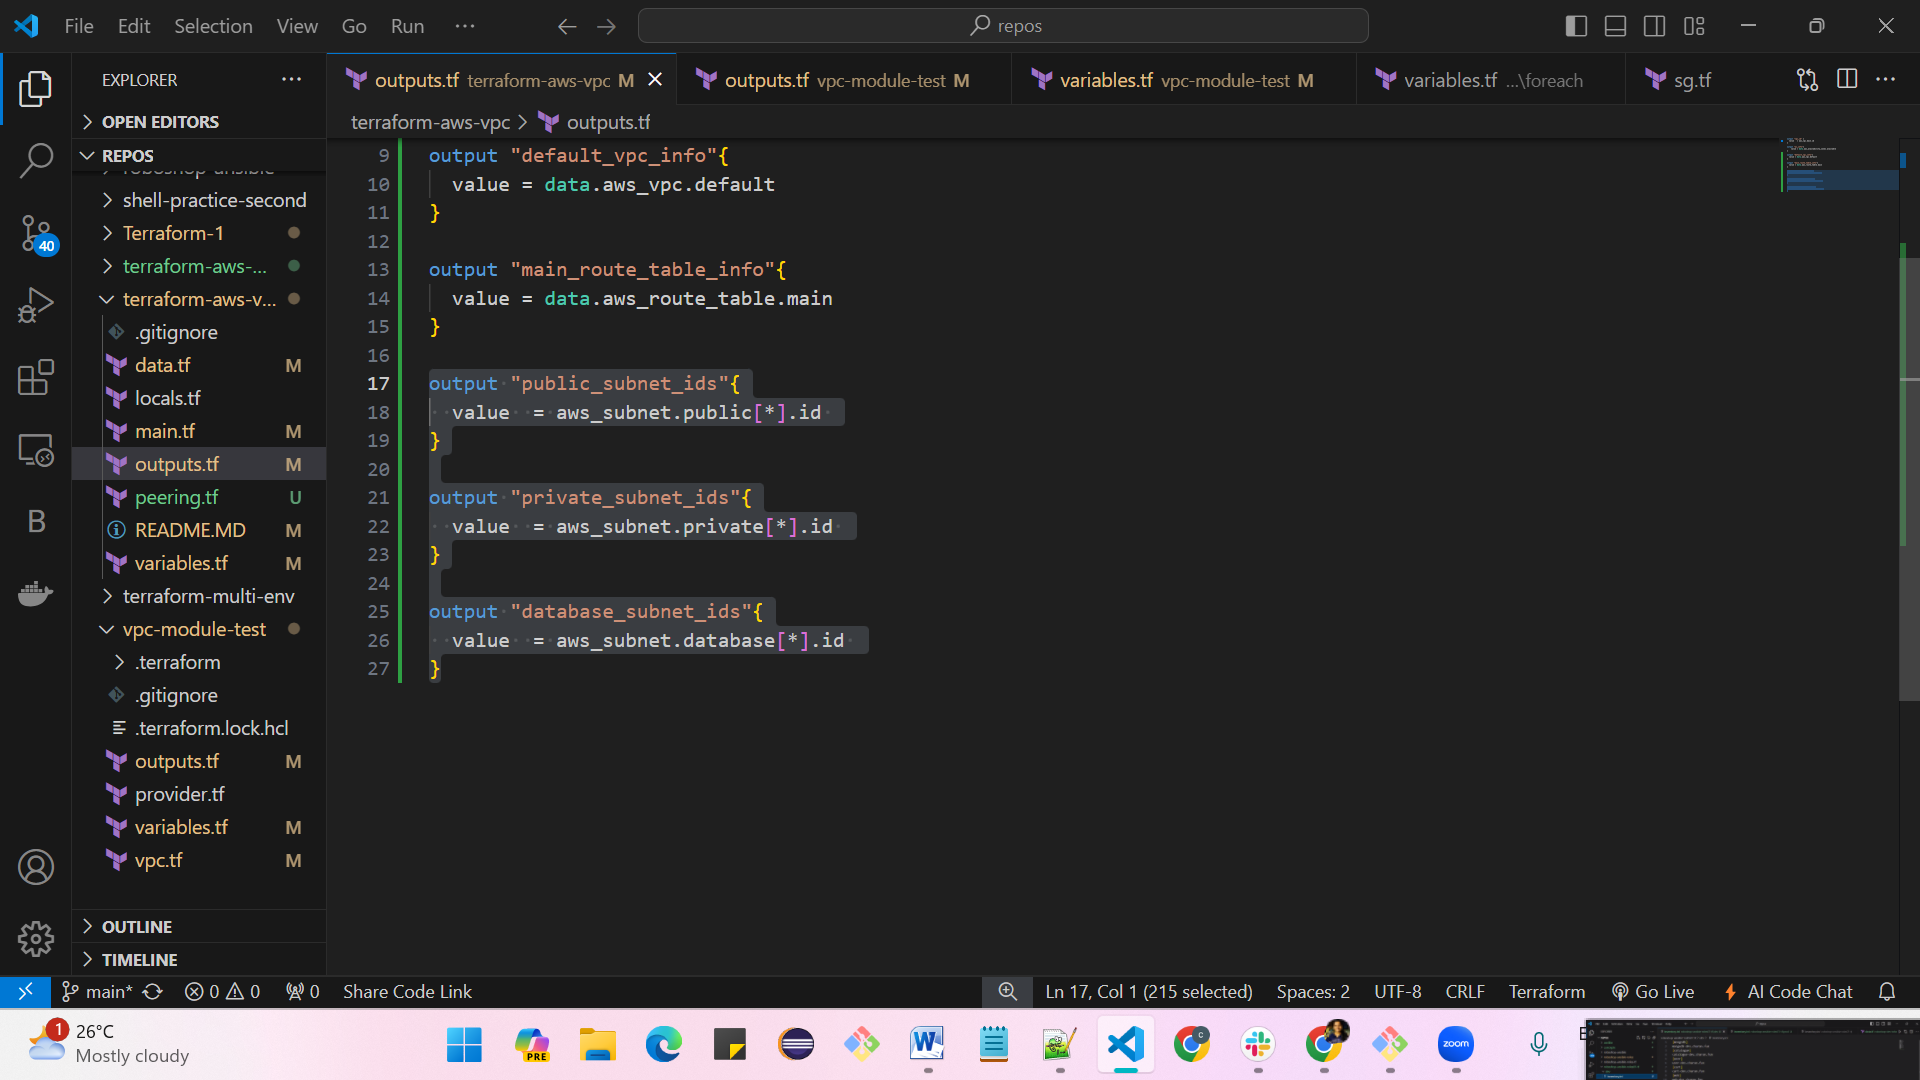 File Edit Selection View Go Run ···
repos
EXPLORER ···
outputs.tf terraform-aws-vpc M
outputs.tf vpc-module-test M
variables.tf vpc-module-test M
variables.tf ...\foreach
sg.tf
OPEN EDITORS
REPOS
roboshop-ansible
shell-practice-second
Terraform-1
terraform-aws-...
terraform-aws-v...
.gitignore
data.tf M
locals.tf
main.tf M
outputs.tf M
peering.tf U
README.MD M
variables.tf M
terraform-multi-env
vpc-module-test
.terraform
.gitignore
.terraform.lock.hcl
outputs.tf M
provider.tf
variables.tf M
vpc.tf M
OUTLINE
TIMELINE
40
B
terraform-aws-vpc > outputs.tf
9 output "default_vpc_info"{
10 value = data.aws_vpc.default
11 }
12
13 output "main_route_table_info"{
14 value = data.aws_route_table.main
15 }
16
17 output "public_subnet_ids"{
18 value = aws_subnet.public[*].id
19 }
20
21 output "private_subnet_ids"{
22 value = aws_subnet.private[*].id
23 }
24
25 output "database_subnet_ids"{
26 value = aws_subnet.database[*].id
27 }
main* 0 0 0 Share Code Link Ln 17, Col 1 (215 selected) Spaces: 2 UTF-8 CRLF Terraform Go Live AI Code Chat
1 26°C
Mostly cloudy
PRE
W
C
zoom